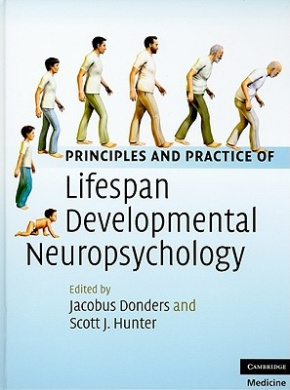 PRINCIPLES AND PRACTICE OF
Lifespan
Developmental
Neuropsychology
Edited by
Jacobus Donders and
Scott J. Hunter
CAMBRIDGE
Medicine